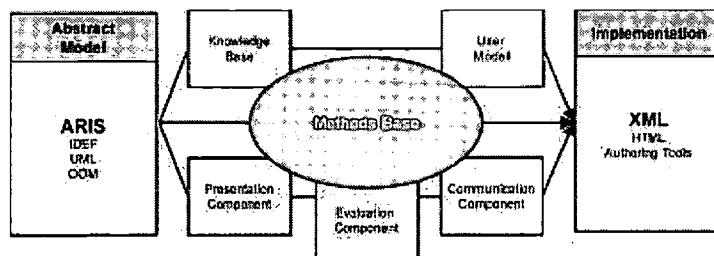 Abstract
Model
ARIS
IDEF
UML
OOM
Knowledge
Base
User
Model
Methods Base
Presentation
Component
Evaluation
Component
Communication
Component
Implementation
XML
HTML
Authoring Tools